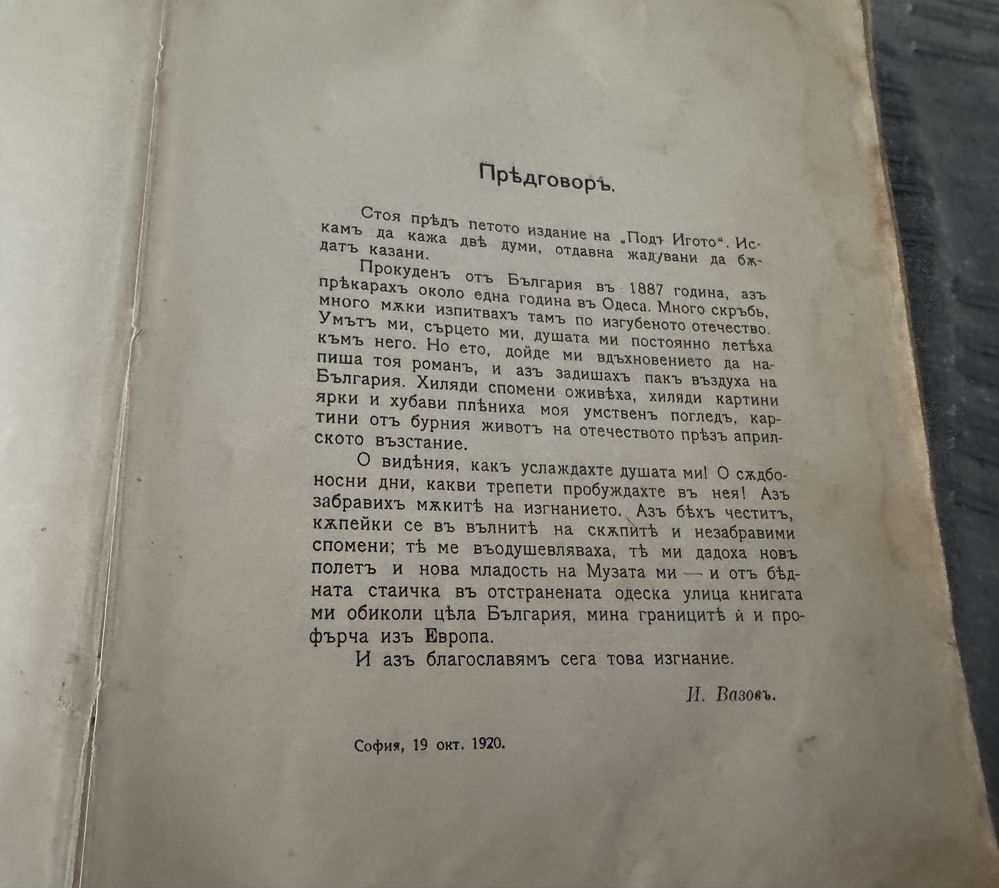 Прѣдговоръ.
Стоя прѣдъ петото издание на „Подъ Игото“. Ис-
камъ да кажа двѣ думи, отдавна жадувани да бѫ-
датъ казани.
Прокуденъ отъ България въ 1887 година, азъ
прѣкарахъ около една година въ Одеса. Много скръбь,
много мѫки изпитвахъ тамъ по изгубеното отечество.
Умътъ ми, сърцето ми, душата ми постоянно летѣха
къмъ него. Но ето, дойде ми вдъхновението да на-
пиша тоя романъ, и азъ задишахъ пакъ въздуха на
България. Хиляди спомени оживѣха, хиляди картини
ярки и хубави плѣниха моя умственъ погледъ, кар-
тини отъ бурния животъ на отечеството прѣзъ април-
ското възстание.
О видѣния, какъ услаждахте душата ми! О сѫдбо-
носни дни, какви трепети пробуждахте въ нея! Азъ
забравихъ мѫкитѣ на изгнанието. Азъ бѣхъ честитъ,
кѫпейки се въ вълнитѣ на скѫпитѣ и незабравими
спомени; тѣ ме въодушевляваха, тѣ ми дадоха новъ
полетъ и нова младость на Музата ми — и отъ бѣд-
ната стаичка въ отстранената одеска улица книгата
ми обиколи цѣла България, мина границитѣ ѝ и про-
фърча изъ Европа.
И азъ благославямъ сега това изгнание.
И. Вазовъ.
София, 19 окт. 1920.